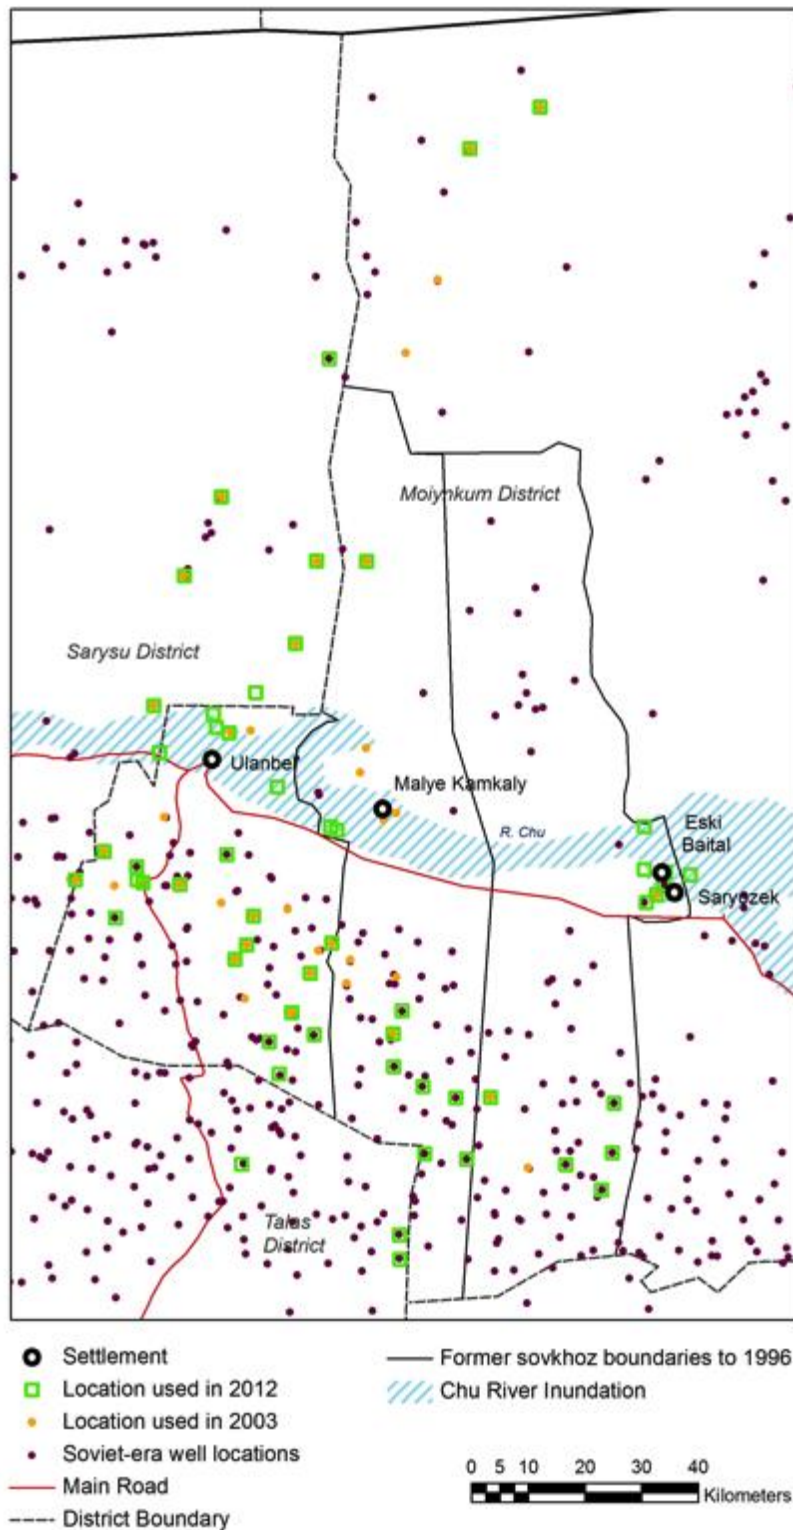 Moiynkum District
Sarysu District
Ulanbel
Malye Kamkaly
R. Chu
Eski
Baital
Saryozek
Talas
District
Settlement
Location used in 2012
Location used in 2003
Soviet-era well locations
Main Road
District Boundary
Former sovkhoz boundaries to 1996
Chu River Inundation
0 5 10 20 30 40
Kilometers